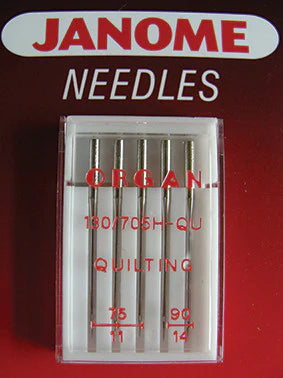 JANOME
NEEDLES
ORGAN
130/705H-QU
QUILTING
75 90
11 14